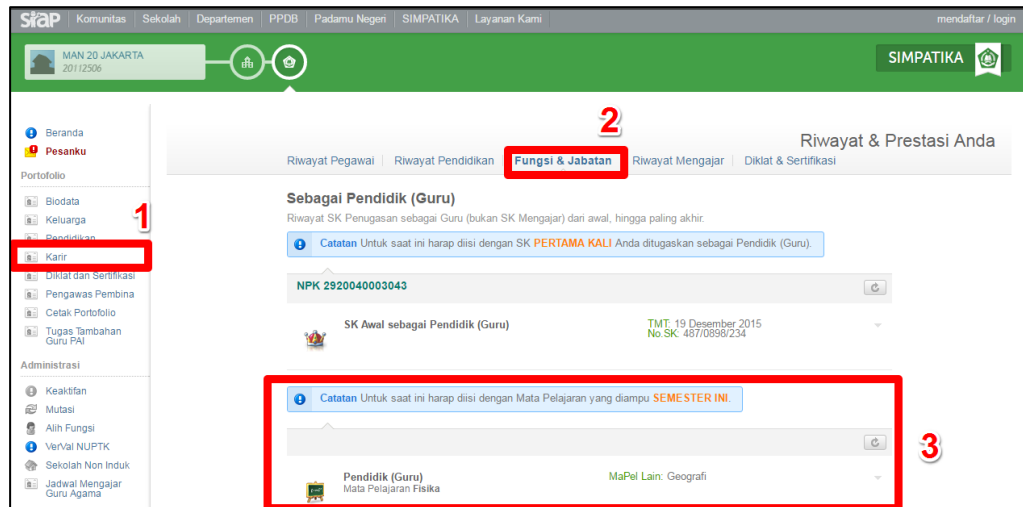 siap Komunitas Sekolah Departemen PPDB Padamu Negeri SIMPATIKA Layanan Kami mendaftar / login
MAN 20 JAKARTA
20112506
SIMPATIKA
2
Beranda
Pesanku
Riwayat & Prestasi Anda
Riwayat Pegawai Riwayat Pendidikan Fungsi & Jabatan Riwayat Mengajar Diklat & Sertifikasi
Portofolio
Biodata
Keluarga
1
Pendidikan
Karir
Diklat dan Sertifikasi
Pengawas Pembina
Cetak Portofolio
Tugas Tambahan
Guru PAI
Administrasi
Keaktifan
Mutasi
Alih Fungsi
VerVal NUPTK
Sekolah Non Induk
Jadwal Mengajar
Guru Agama
Sebagai Pendidik (Guru)
Riwayat SK Penugasan sebagai Guru (bukan SK Mengajar) dari awal, hingga paling akhir.
Catatan Untuk saat ini harap diisi dengan SK PERTAMA KALI Anda ditugaskan sebagai Pendidik (Guru).
NPK 2920040003043
SK Awal sebagai Pendidik (Guru)
TMT: 19 Desember 2015
No.SK: 487/0898/234
Catatan Untuk saat ini harap diisi dengan Mata Pelajaran yang diampu SEMESTER INI.
3
Pendidik (Guru)
Mata Pelajaran Fisika
MaPel Lain: Geografi